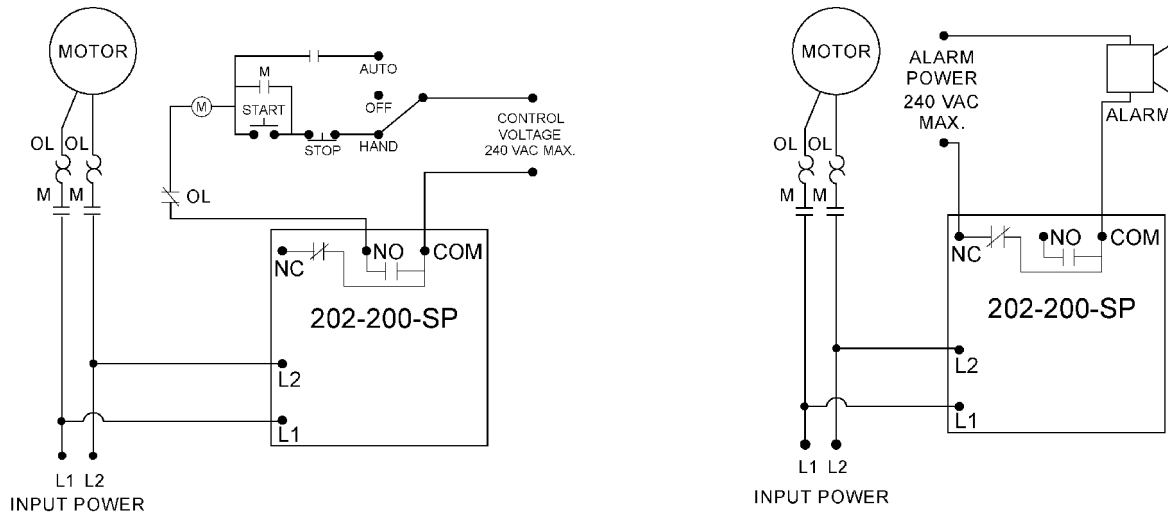 MOTOR
OL OL
M M
M
AUTO
M
START
OFF
STOP
HAND
CONTROL
VOLTAGE
240 VAC MAX.
OL
NC
NO
COM
202-200-SP
L2
L1
L1 L2
INPUT POWER
MOTOR
OL OL
M M
ALARM
POWER
240 VAC
MAX.
ALARM
NC
NO
COM
202-200-SP
L2
L1
L1 L2
INPUT POWER